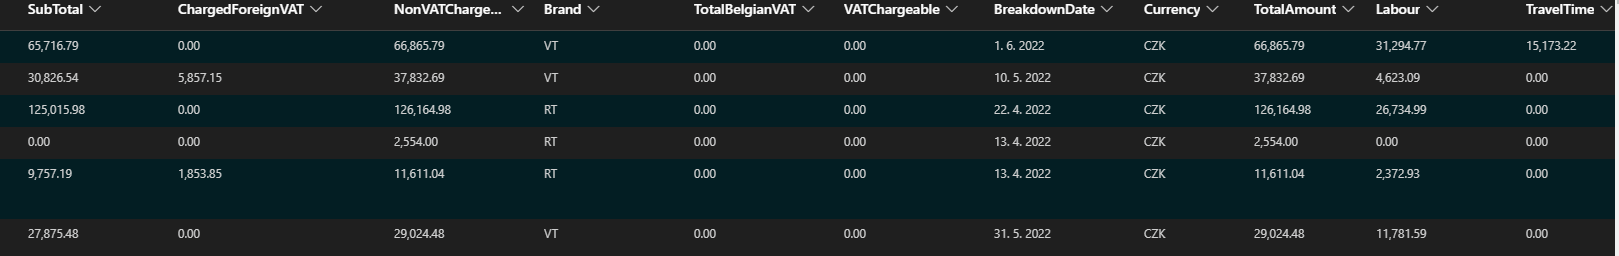 SubTotal ChargedForeignVAT NonVATCharge... Brand TotalBelgianVAT VATChargeable BreakdownDate Currency TotalAmount Labour TravelTime
65,716.79 0.00 66,865.79 VT 0.00 0.00 1. 6. 2022 CZK 66,865.79 31,294.77 15,173.22
30,826.54 5,857.15 37,832.69 VT 0.00 0.00 10. 5. 2022 CZK 37,832.69 4,623.09 0.00
125,015.98 0.00 126,164.98 RT 0.00 0.00 22. 4. 2022 CZK 126,164.98 26,734.99 0.00
0.00 0.00 2,554.00 RT 0.00 0.00 13. 4. 2022 CZK 2,554.00 0.00 0.00
9,757.19 1,853.85 11,611.04 RT 0.00 0.00 13. 4. 2022 CZK 11,611.04 2,372.93 0.00
27,875.48 0.00 29,024.48 VT 0.00 0.00 31. 5. 2022 CZK 29,024.48 11,781.59 0.00